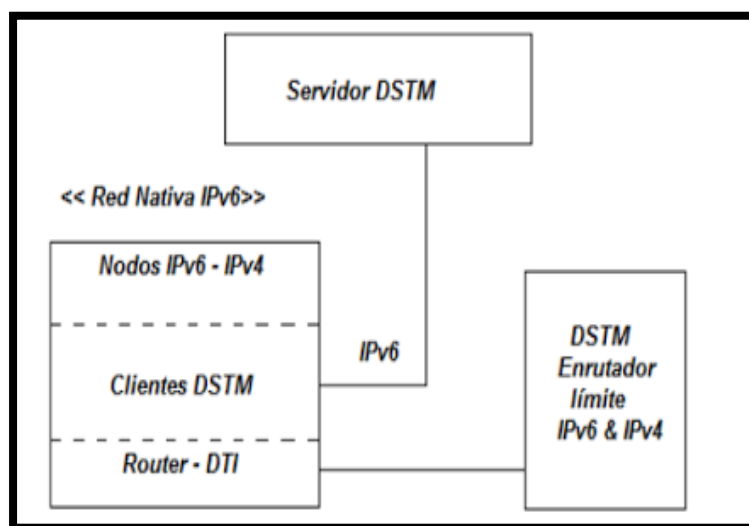 Servidor DSTM
<< Red Nativa IPv6>>
Nodos IPv6 - IPv4
Clientes DSTM
Router - DTI
IPv6
DSTM
Enrutador
límite
IPv6 & IPv4